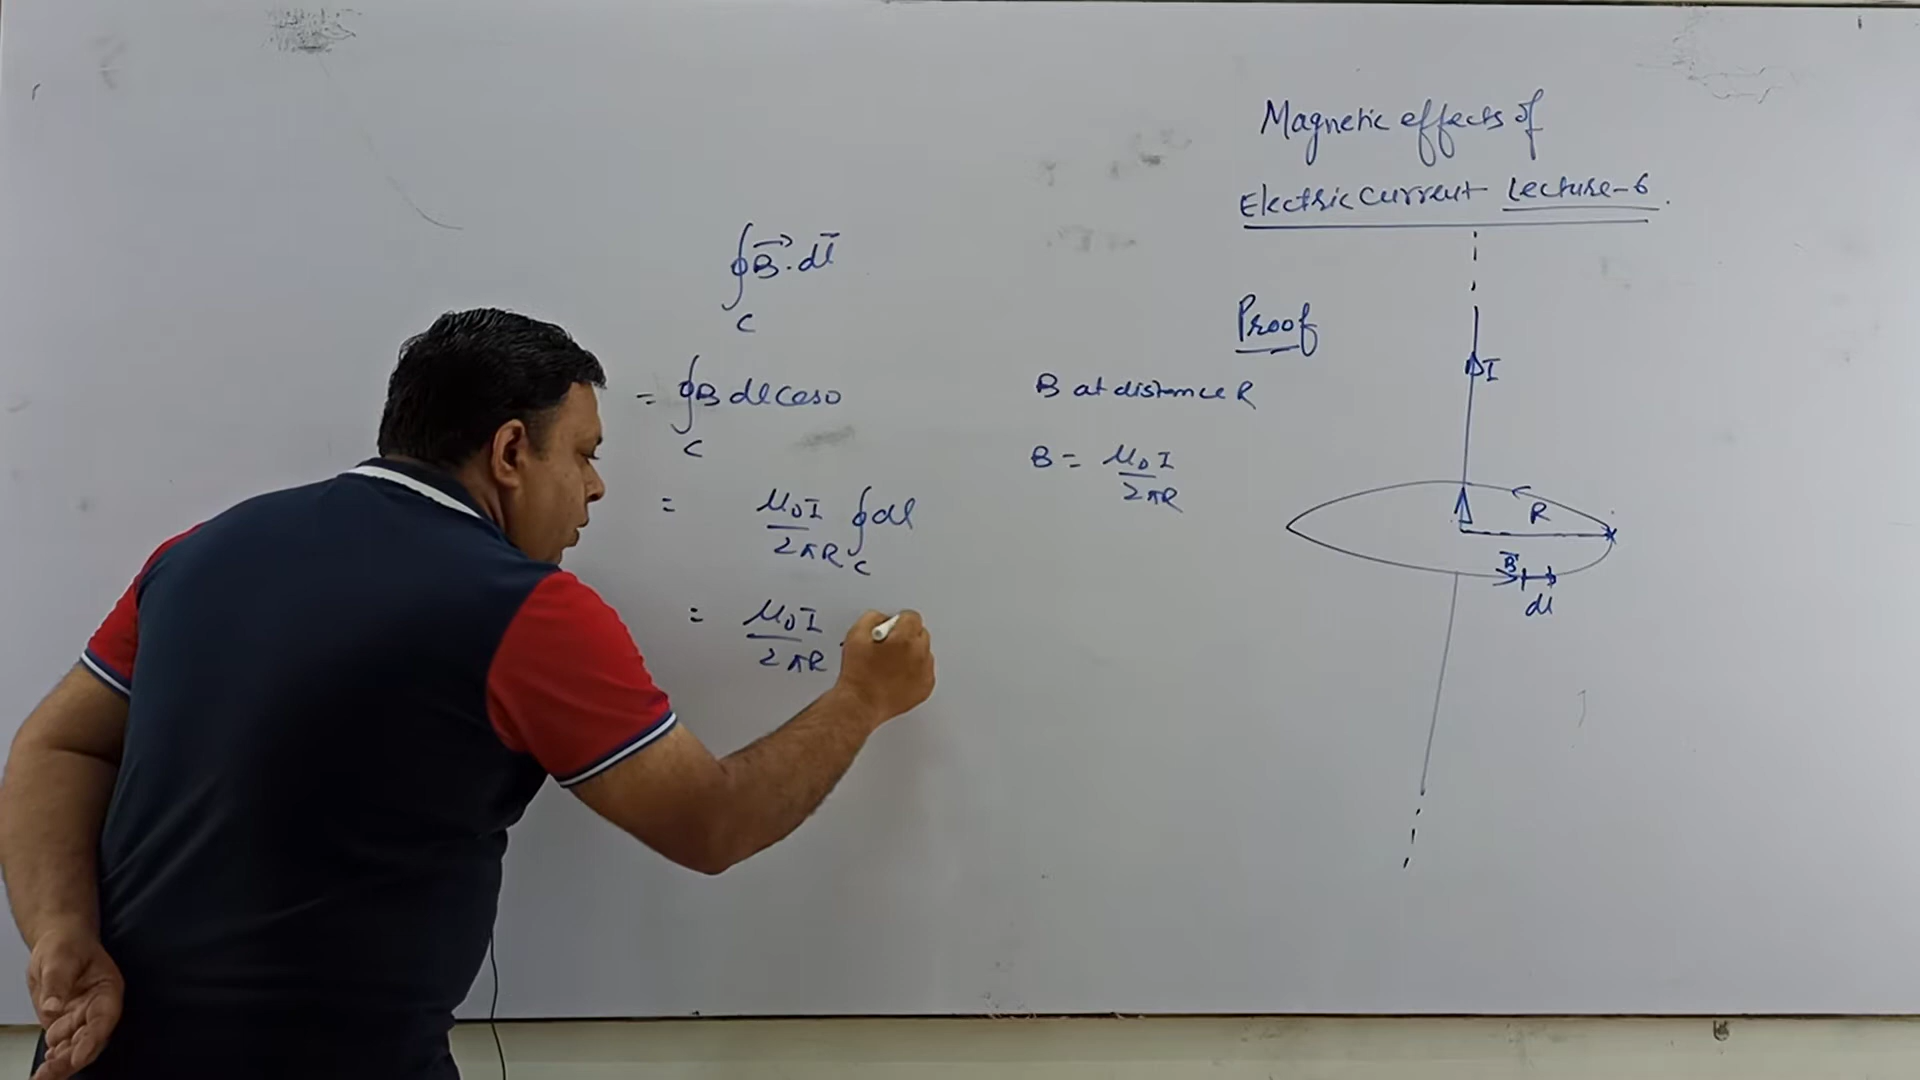 Magnetic effects of
Electric Current Lecture-6.
Proof
∮B⃗.dl̄
C
= ∮B dl cos0
C
= μ₀I/2πR ∮dl
C
= μ₀I/2πR
B at distance R
B = μ₀I/2πR
I
R
B⃗
dl